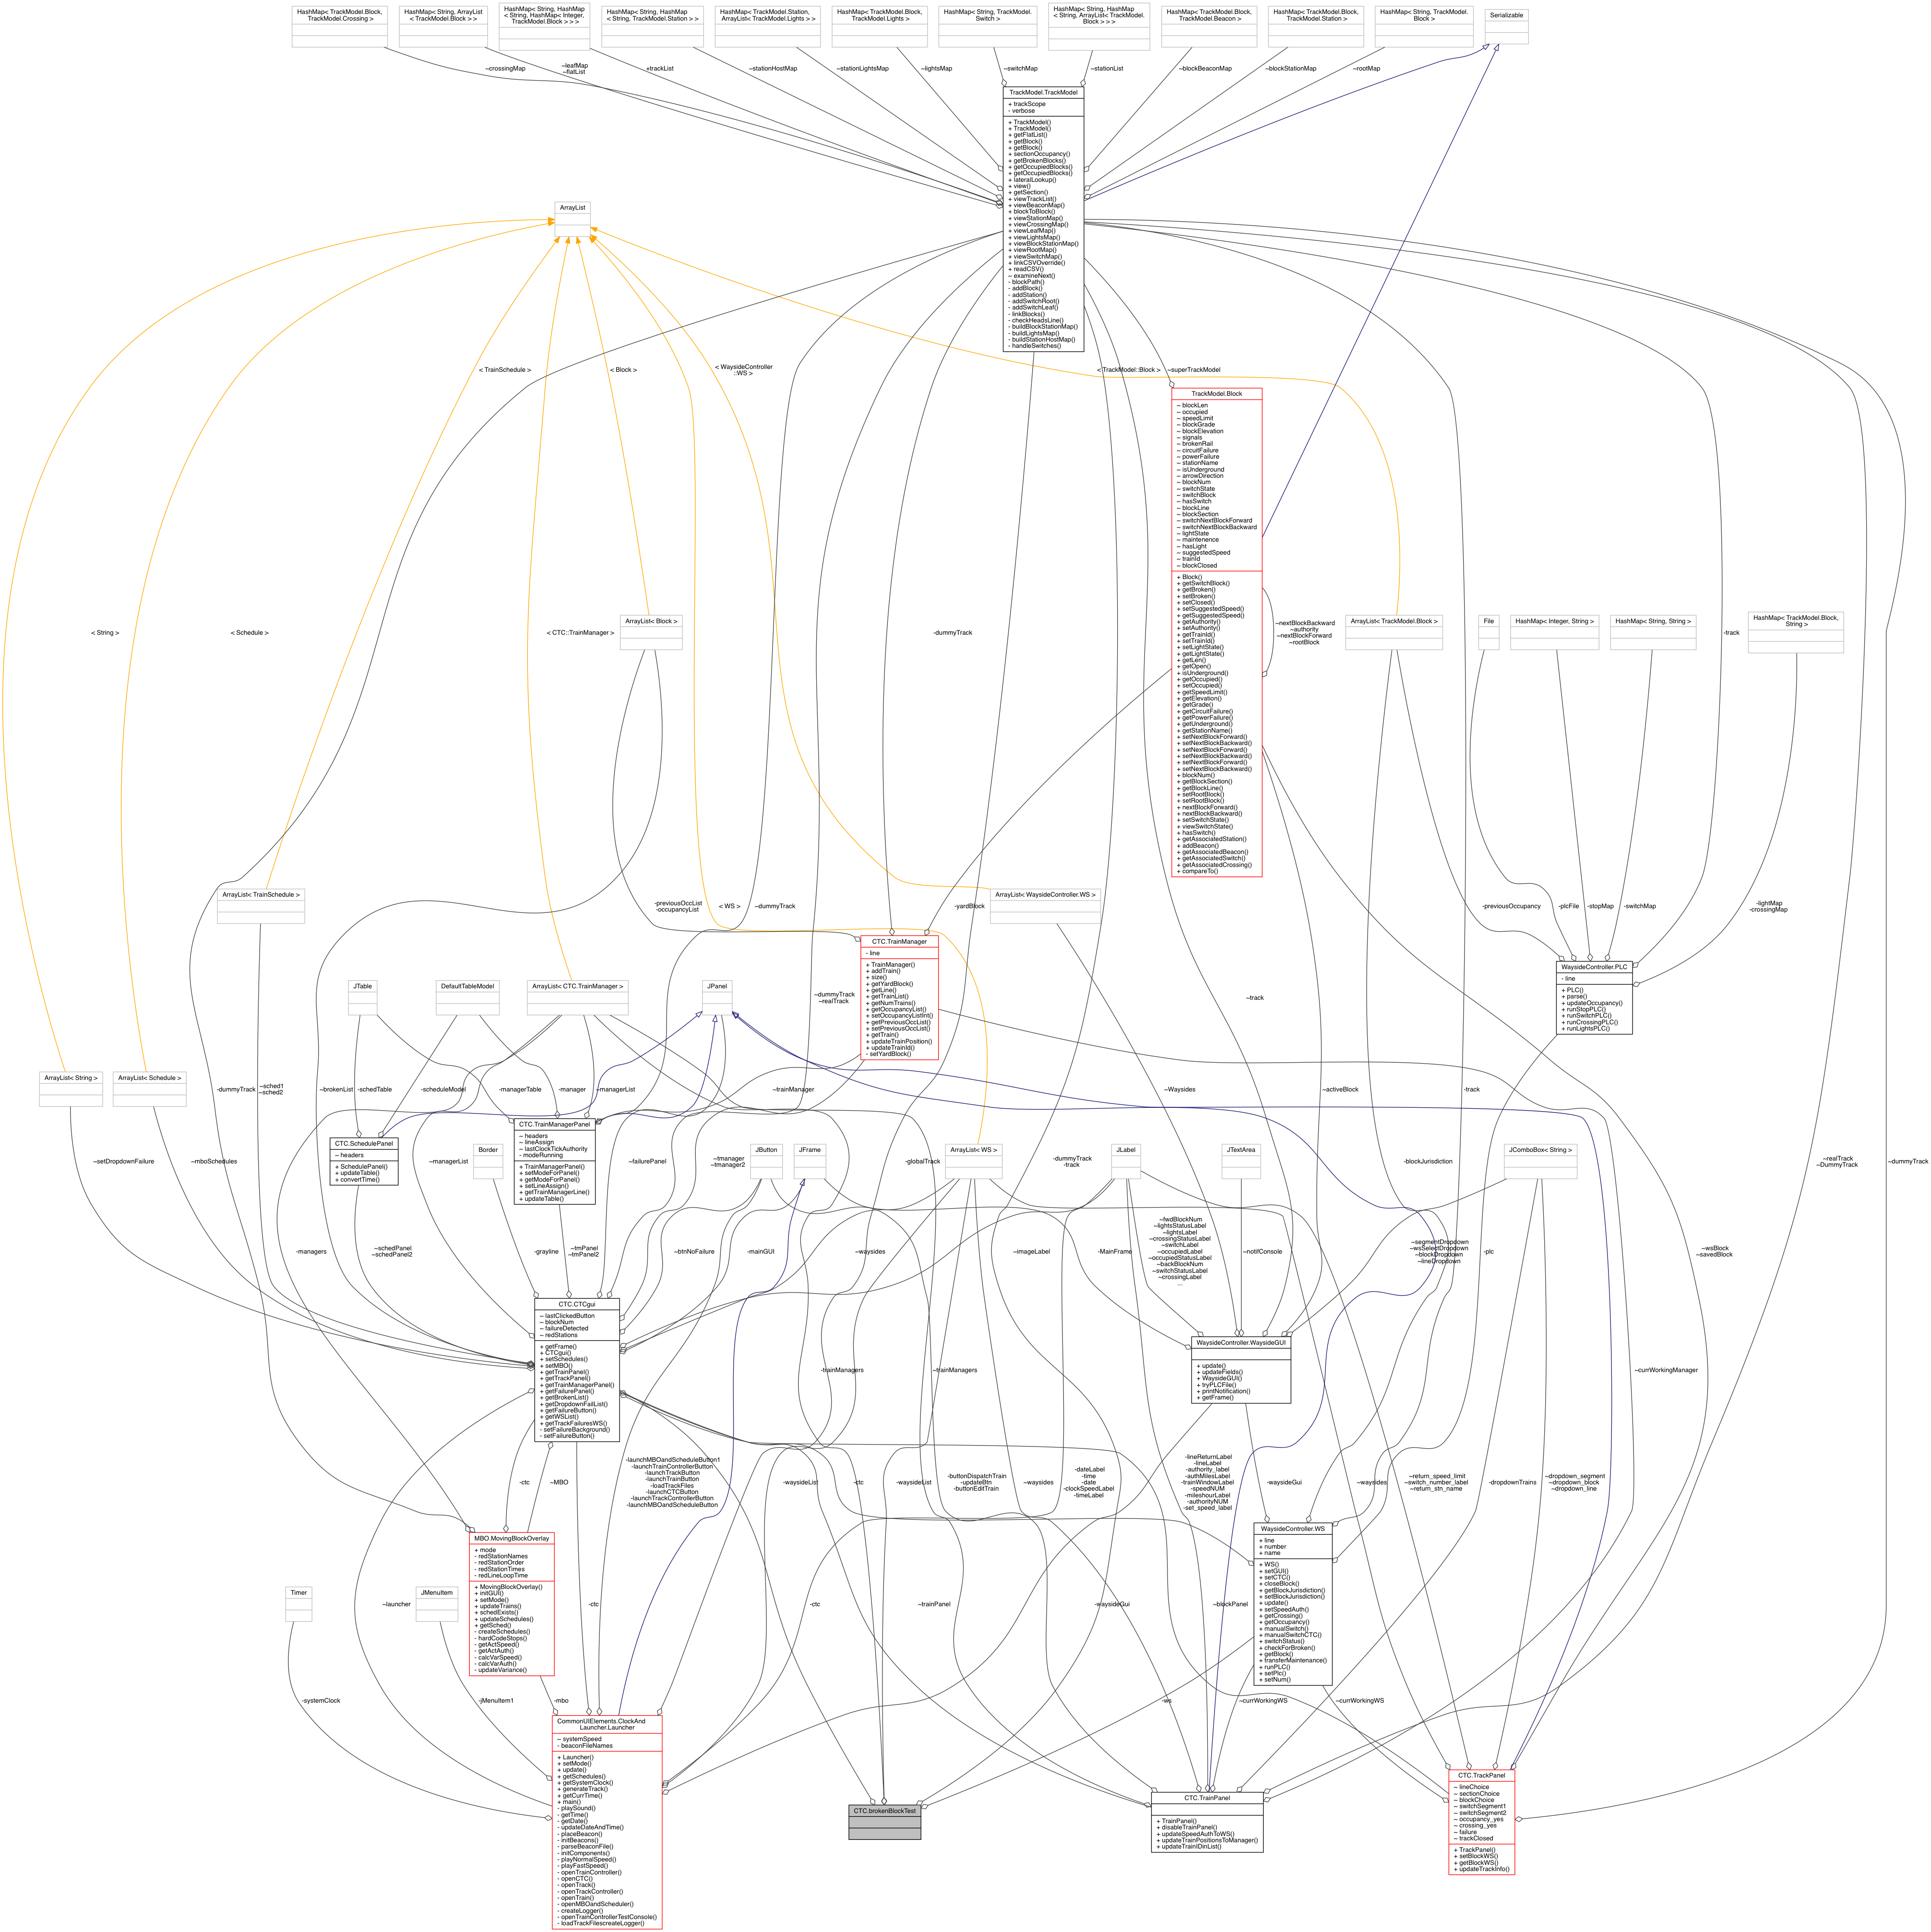 HashMap< TrackModel.Block,
TrackModel.Crossing >
HashMap< String, ArrayList
< TrackModel.Block > >
HashMap< String, HashMap
< String, HashMap< Integer,
TrackModel.Block > > >
HashMap< String, HashMap
< String, TrackModel.Station > >
HashMap< TrackModel.Station,
ArrayList< TrackModel.Lights > >
HashMap< TrackModel.Block,
TrackModel.Lights >
HashMap< String, TrackModel.
Switch >
HashMap< String, HashMap
< String, ArrayList< TrackModel.
Block > > >
HashMap< TrackModel.Block,
TrackModel.Beacon >
HashMap< TrackModel.Block,
TrackModel.Station >
HashMap< String, TrackModel.
Block >
Serializable
~crossingMap
~leafMap
~flatList
+trackList
~stationHostMap
~stationLightsMap
~lightsMap
~switchMap
~stationList
~blockBeaconMap
~blockStationMap
~rootMap
TrackModel.TrackModel
+ trackScope
- verbose
+ TrackModel()
+ TrackModel()
+ getFlatList()
+ getBlock()
+ getBlock()
+ sectionOccupancy()
+ getBrokenBlocks()
+ getOccupiedBlocks()
+ getOccupiedBlocks()
+ lateralLookup()
+ view()
+ getSection()
+ viewTrackList()
+ viewBeaconMap()
+ blockToBlock()
+ viewStationMap()
+ viewCrossingMap()
+ viewLeafMap()
+ viewLightsMap()
+ viewBlockStationMap()
+ viewRootMap()
+ viewSwitchMap()
+ linkCSVOverride()
+ readCSV()
~ examineNext()
- blockPath()
- addBlock()
- addStation()
- addSwitchRoot()
- addSwitchLeaf()
- linkBlocks()
- checkHeadsLine()
- buildBlockStationMap()
- buildLightsMap()
- buildStationHostMap()
- handleSwitches()
ArrayList
< TrainSchedule >
< Block >
< WaysideController
::WS >
< TrackModel::Block >
~superTrackModel
TrackModel.Block
~ blockLen
~ occupied
~ speedLimit
~ blockGrade
~ blockElevation
~ signals
~ brokenRail
~ circuitFailure
~ powerFailure
~ stationName
~ isUnderground
~ arrowDirection
~ blockNum
~ switchState
~ switchBlock
~ hasSwitch
~ blockLine
~ blockSection
~ switchNextBlockForward
~ switchNextBlockBackward
~ lightState
~ maintenence
~ hasLight
~ suggestedSpeed
~ trainId
~ blockClosed
+ Block()
+ getSwitchBlock()
+ getBroken()
+ setBroken()
+ setClosed()
+ setSuggestedSpeed()
+ getSuggestedSpeed()
+ getAuthority()
+ setAuthority()
+ getTrainId()
+ setTrainId()
+ setLightState()
+ getLightState()
+ getLen()
+ getOpen()
+ isUnderground()
+ getOccupied()
+ setOccupied()
+ getSpeedLimit()
+ getElevation()
+ getGrade()
+ getCircuitFailure()
+ getPowerFailure()
+ getUnderground()
+ getStationName()
+ setNextBlockForward()
+ setNextBlockBackward()
+ setNextBlockForward()
+ setNextBlockBackward()
+ setNextBlockForward()
+ setNextBlockBackward()
+ blockNum()
+ getBlockSection()
+ getBlockLine()
+ setRootBlock()
+ setRootBlock()
+ nextBlockForward()
+ nextBlockBackward()
+ setSwitchState()
+ viewSwitchState()
+ hasSwitch()
+ getAssociatedStation()
+ addBeacon()
+ getAssociatedBeacon()
+ getAssociatedSwitch()
+ getAssociatedCrossing()
+ compareTo()
< String >
< Schedule >
< CTC::TrainManager >
ArrayList< Block >
-dummyTrack
~nextBlockBackward
~authority
~nextBlockForward
~rootBlock
ArrayList< TrackModel.Block >
-track
File
HashMap< Integer, String >
HashMap< String, String >
HashMap< TrackModel.Block,
String >
ArrayList< TrainSchedule >
-previousOccList
-occupancyList
< WS >
~dummyTrack
-yardBlock
ArrayList< WaysideController.WS >
-previousOccupancy
-plcFile
-stopMap
-switchMap
-lightMap
-crossingMap
CTC.TrainManager
- line
+ TrainManager()
+ addTrain()
+ size()
+ getYardBlock()
+ getLine()
+ getTrainList()
+ getNumTrains()
+ getOccupancyList()
+ setOccupancyListInt()
+ getPreviousOccList()
+ setPreviousOccList()
+ getTrain()
+ updateTrainPosition()
+ updateTrainId()
- setYardBlock()
WaysideController.PLC
- line
+ PLC()
+ parse()
+ updateOccupancy()
+ runStopPLC()
+ runSwitchPLC()
+ runCrossingPLC()
+ runLightsPLC()
JTable
DefaultTableModel
ArrayList< CTC.TrainManager >
JPanel
~dummyTrack
~realTrack
~track
ArrayList< String >
ArrayList< Schedule >
-dummyTrack
~sched1
~sched2
~brokenList
-schedTable
-scheduleModel
-managerTable
-manager
~managerList
~trainManager
~Waysides
~activeBlock
-track
~realTrack
~DummyTrack
~dummyTrack
CTC.SchedulePanel
~ headers
+ SchedulePanel()
+ updateTable()
+ convertTime()
CTC.TrainManagerPanel
~ headers
~ lineAssign
~ lastClockTickAuthority
- modeRunning
+ TrainManagerPanel()
+ setModeForPanel()
+ getModeForPanel()
+ setLineAssign()
+ getTrainManagerLine()
+ updateTable()
~setDropdownFailure
~mboSchedules
~managerList
Border
~failurePanel
~tmanager
~tmanager2
JButton
JFrame
-globalTrack
ArrayList< WS >
~dummyTrack
-track
JLabel
JTextArea
-blockJurisdiction
JComboBox< String >
-managers
~schedPanel
~schedPanel2
-grayline
~tmPanel
~tmPanel2
~btnNoFailure
~mainGUI
~waysides
~imageLabel
-MainFrame
~fwdBlockNum
~lightsStatusLabel
~lightsLabel
~crossingStatusLabel
~switchLabel
~occupiedLabel
~occupiedStatusLabel
~backBlockNum
~switchStatusLabel
~crossingLabel
...
~notifConsole
~segmentDropdown
~wsSelectDropdown
~blockDropdown
~lineDropdown
-plc
~wsBlock
~savedBlock
CTC.CTCgui
~ lastClickedButton
~ blockNum
~ failureDetected
~ redStations
+ getFrame()
+ CTCgui()
+ setSchedules()
+ setMBO()
+ getTrainPanel()
+ getTrackPanel()
+ getTrainManagerPanel()
+ getFailurePanel()
+ getBrokenList()
+ getDropdownFailList()
+ getFailureButton()
+ getWSList()
+ getTrackFailuresWS()
- setFailureBackground()
- setFailureButton()
-trainManagers
~trainManagers
WaysideController.WaysideGUI
+ update()
+ updateFields()
+ WaysideGUI()
+ tryPLCFile()
+ printNotification()
+ getFrame()
~currWorkingManager
-ctc
~MBO
-launchMBOandScheduleButton1
-launchTrainControllerButton
-launchTrackButton
-launchTrainButton
-loadTrackFiles
-launchCTCButton
-launchTrackControllerButton
-launchMBOandScheduleButton
-waysideList
-ctc
-waysideList
-buttonDispatchTrain
-updateBtn
-buttonEditTrain
~waysides
-dateLabel
-time
-date
-clockSpeedLabel
-timeLabel
-lineReturnLabel
-lineLabel
-authority_label
-authMilesLabel
-trainWindowLabel
-speedNUM
-mileshourLabel
-authorityNUM
-set_speed_label
-waysideGui
~waysides
~return_speed_limit
~switch_number_label
~return_stn_name
-dropdownTrains
~dropdown_segment
~dropdown_block
~dropdown_line
MBO.MovingBlockOverlay
+ mode
- redStationNames
- redStationOrder
- redStationTimes
- redLineLoopTime
+ MovingBlockOverlay()
+ initGUI()
+ setMode()
+ updateTrains()
+ schedExists()
+ updateSchedules()
+ getSched()
- createSchedules()
- hardCodeStops()
- getActSpeed()
- getActAuth()
- calcVarSpeed()
- calcVarAuth()
- updateVariance()
WaysideController.WS
+ line
+ number
+ name
+ WS()
+ setGUI()
+ setCTC()
+ closeBlock()
+ getBlockJurisdiction()
+ setBlockJurisdiction()
+ update()
+ setSpeedAuth()
+ getCrossing()
+ getOccupancy()
+ manualSwitch()
+ manualSwitchCTC()
+ switchStatus()
+ checkForBroken()
+ getBlock()
+ transferMaintenance()
+ runPLC()
+ setPlc()
+ setNum()
Timer
JMenuItem
~launcher
-ctc
-ctc
~trainPanel
-waysideGui
~blockPanel
-systemClock
-jMenuItem1
-mbo
-ws
~currWorkingWS
~currWorkingWS
CommonUIElements.ClockAnd
Launcher.Launcher
~ systemSpeed
- beaconFileNames
+ Launcher()
+ setMode()
+ update()
+ getSchedules()
+ getSystemClock()
+ generateTrack()
+ getCurrTime()
+ main()
- playSound()
- getTime()
- getDate()
- updateDateAndTime()
- placeBeacon()
- initBeacons()
- parseBeaconFile()
- initComponents()
- playNormalSpeed()
- playFastSpeed()
- openTrainController()
- openCTC()
- openTrack()
- openTrackController()
- openTrain()
- openMBOandScheduler()
- createLogger()
- openTrainControllerTestConsole()
- loadTrackFilescreateLogger()
CTC.brokenBlockTest
CTC.TrainPanel
+ TrainPanel()
+ disableTrainPanel()
+ updateSpeedAuthToWS()
+ updateTrainPositionsToManager()
+ updateTrainIDinList()
CTC.TrackPanel
~ lineChoice
~ sectionChoice
~ blockChoice
~ switchSegment1
~ switchSegment2
~ occupancy_yes
~ crossing_yes
~ failure
~ trackClosed
+ TrackPanel()
+ setBlockWS()
+ getBlockWS()
+ updateTrackInfo()